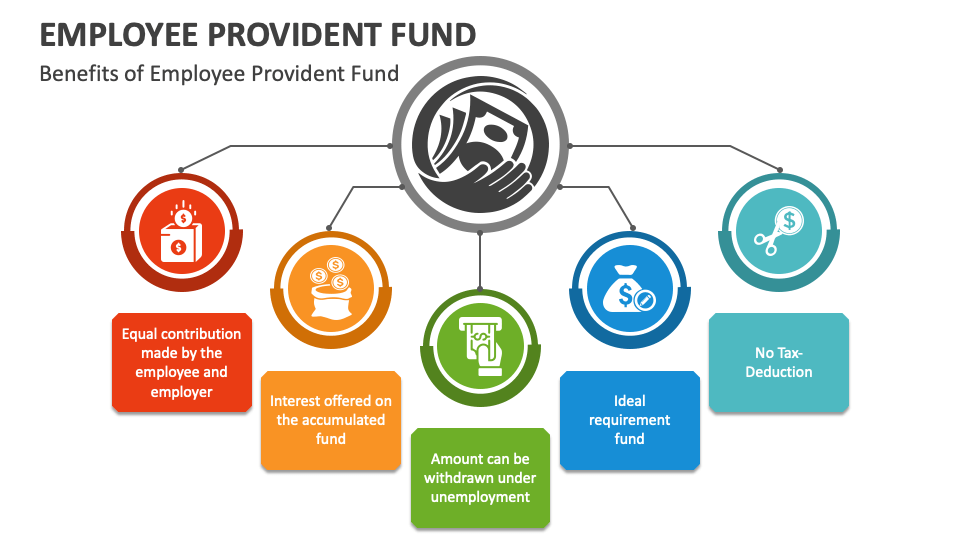 EMPLOYEE PROVIDENT FUND
Benefits of Employee Provident Fund
Equal contribution
made by the
employee and
employer
Interest offered on
the accumulated
fund
Amount can be
withdrawn under
unemployment
Ideal
requirement
fund
No Tax-
Deduction